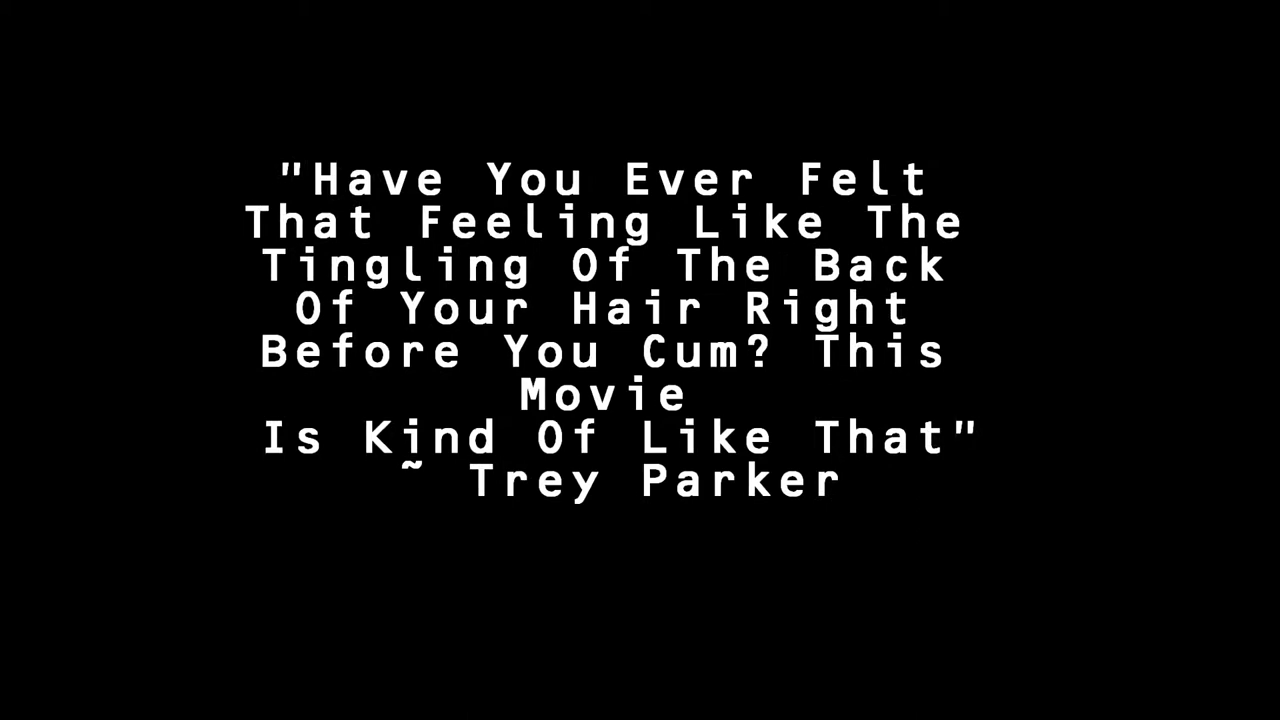 "Have You Ever Felt
That Feeling Like The
Tingling Of The Back
Of Your Hair Right
Before You Cum? This
Movie
Is Kind Of Like That"
~ Trey Parker